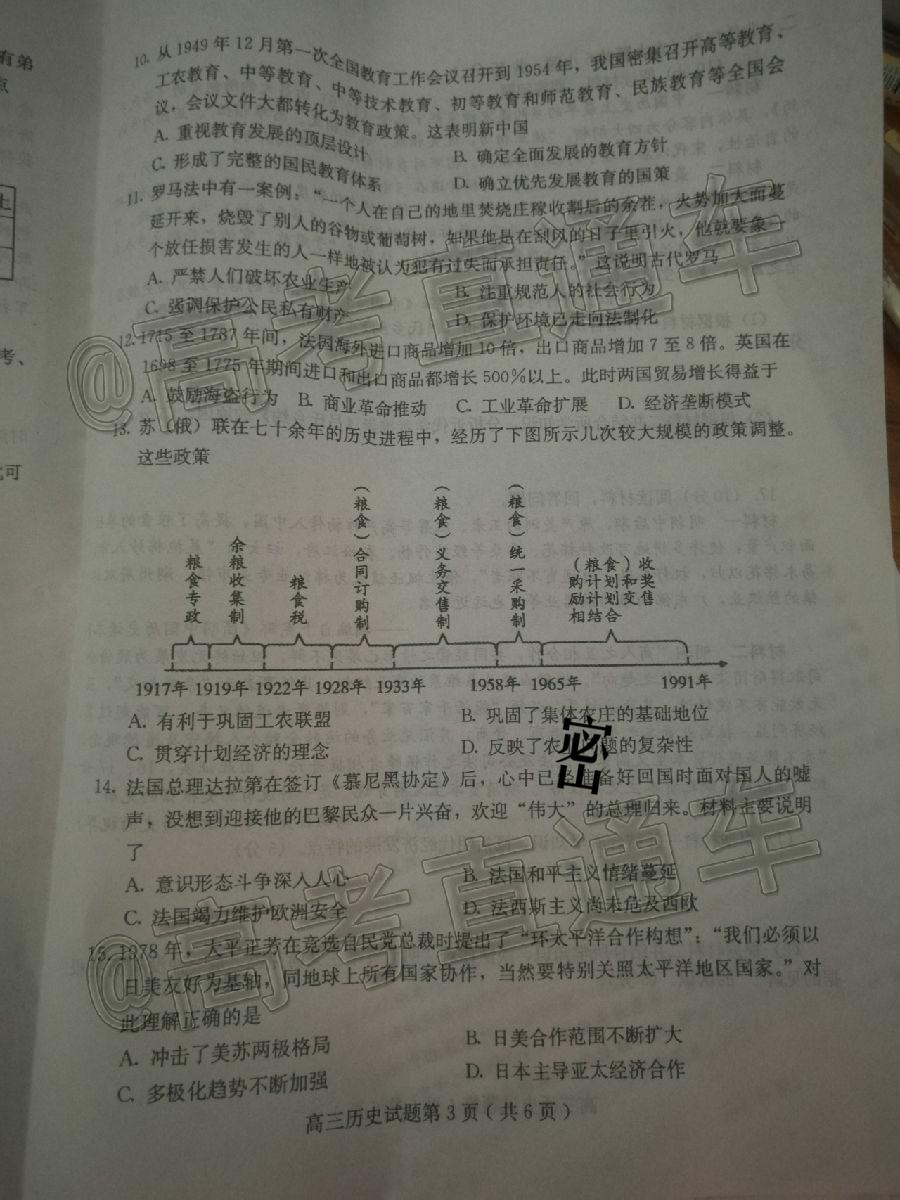 有弟
点
上
考、
式可
10. 从1949年12月第一次全国教育工作会议召开到1954年，我国密集召开高等教育、
工农教育、中等教育、中等技术教育、初等教育和师范教育、民族教育等全国会
议，会议文件大都转化为教育政策。这表明新中国
A. 重视教育发展的顶层设计
B. 确定全面发展的教育方针
C. 形成了完整的国民教育体系
D. 确立优先发展教育的国策
11. 罗马法中有一案例：“一个人在自己的地里焚烧庄稼收割后的余茬，火势加大而蔓
延开来，烧毁了别人的谷物或葡萄树，如果他是在刮风的日子里引火，他就要象一
个放任损害发生的人一样地被认为犯有过失而承担责任。”这说明古代罗马
A. 严禁人们破坏农业生产
B. 注重规范人的社会行为
C. 强调保护公民私有财产
D. 保护环境已走向法制化
12. 1715至1787年间，法国海外进口商品增加10倍，出口商品增加7至8倍。英国在
1698至1775年期间进口和出口商品都增长500%以上。此时两国贸易增长得益于
A. 鼓励海盗行为 B. 商业革命推动 C. 工业革命扩展 D. 经济垄断模式
13. 苏（俄）联在七十余年的历史进程中，经历了下图所示几次较大规模的政策调整。
这些政策
粮食专政
余粮收集制
粮食税
（粮食）合同订购制
（粮食）义务交售制
（粮食）统一采购制
（粮食）收
购计划和奖
励计划交售
相结合
1917年 1919年 1922年 1928年 1933年 1958年 1965年 1991年
A. 有利于巩固工农联盟
B. 巩固了集体农庄的基础地位
C. 贯穿计划经济的理念
D. 反映了农 题的复杂性
密
14. 法国总理达拉第在签订《慕尼黑协定》后，心中已 准备好回国时面对国人的嘘
声，没想到迎接他的巴黎民众一片兴奋，欢迎“伟大”的总理归来。材料主要说明
了
A. 意识形态斗争深入人心
B. 法国和平主义情绪蔓延
C. 法国竭力维护欧洲安全
D. 法西斯主义尚未危及西欧
15. 1978年，大平正芳在竞选自民党总裁时提出了“环太平洋合作构想”：“我们必须以
日美友好为基轴，同地球上所有国家协作，当然要特别关照太平洋地区国家。”对
此理解正确的是
A. 冲击了美苏两极格局
B. 日美合作范围不断扩大
C. 多极化趋势不断加强
D. 日本主导亚太经济合作
高三历史试题第3页（共6页）
@高考直通车
@高考直通车